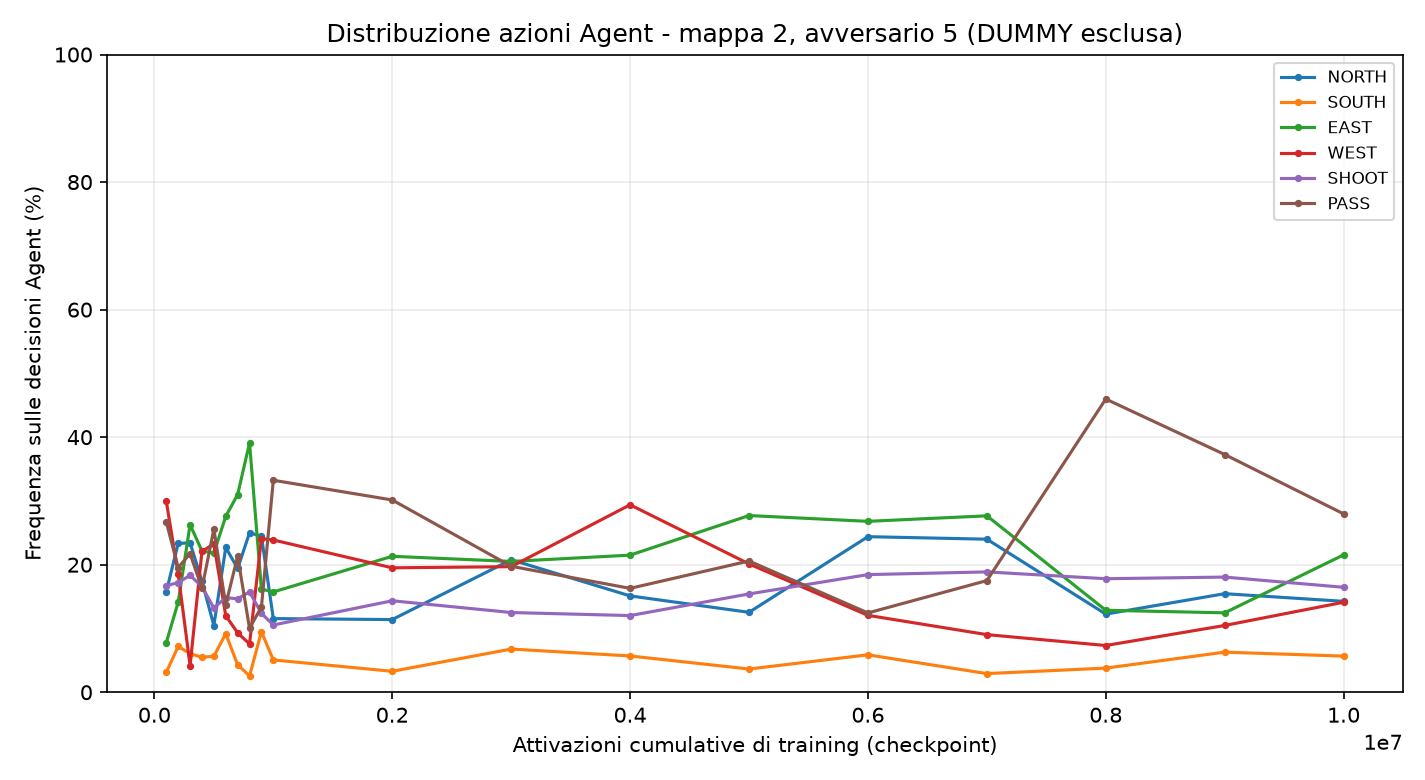 Distribuzione azioni Agent - mappa 2, avversario 5 (DUMMY esclusa)
100
80
60
40
20
0
Frequenza sulle decisioni Agent (%)
NORTH
SOUTH
EAST
WEST
SHOOT
PASS
0.0 0.2 0.4 0.6 0.8 1.0
1e7
Attivazioni cumulative di training (checkpoint)